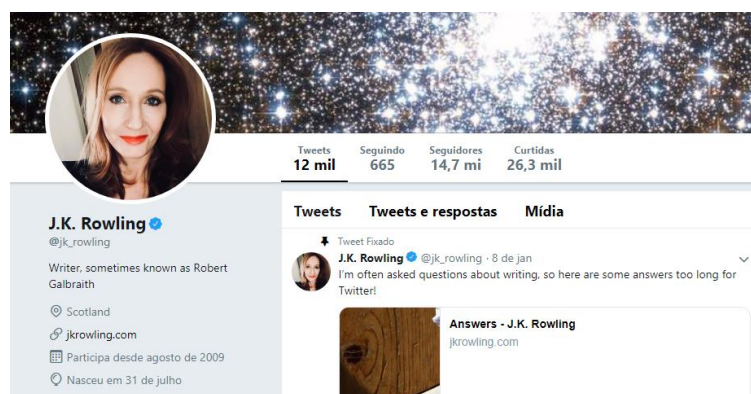 Tweets Seguindo Seguidores Curtidas
12 mil 665 14,7 mi 26,3 mil
J.K. Rowling
@jk_rowling
Writer, sometimes known as Robert
Galbraith
Scotland
jkrowling.com
Participa desde agosto de 2009
Nasceu em 31 de julho
Tweets Tweets e respostas Mídia
Tweet Fixado
J.K. Rowling @jk_rowling · 8 de jan
I'm often asked questions about writing, so here are some answers too long for
Twitter!
Answers - J.K. Rowling
jkrowling.com